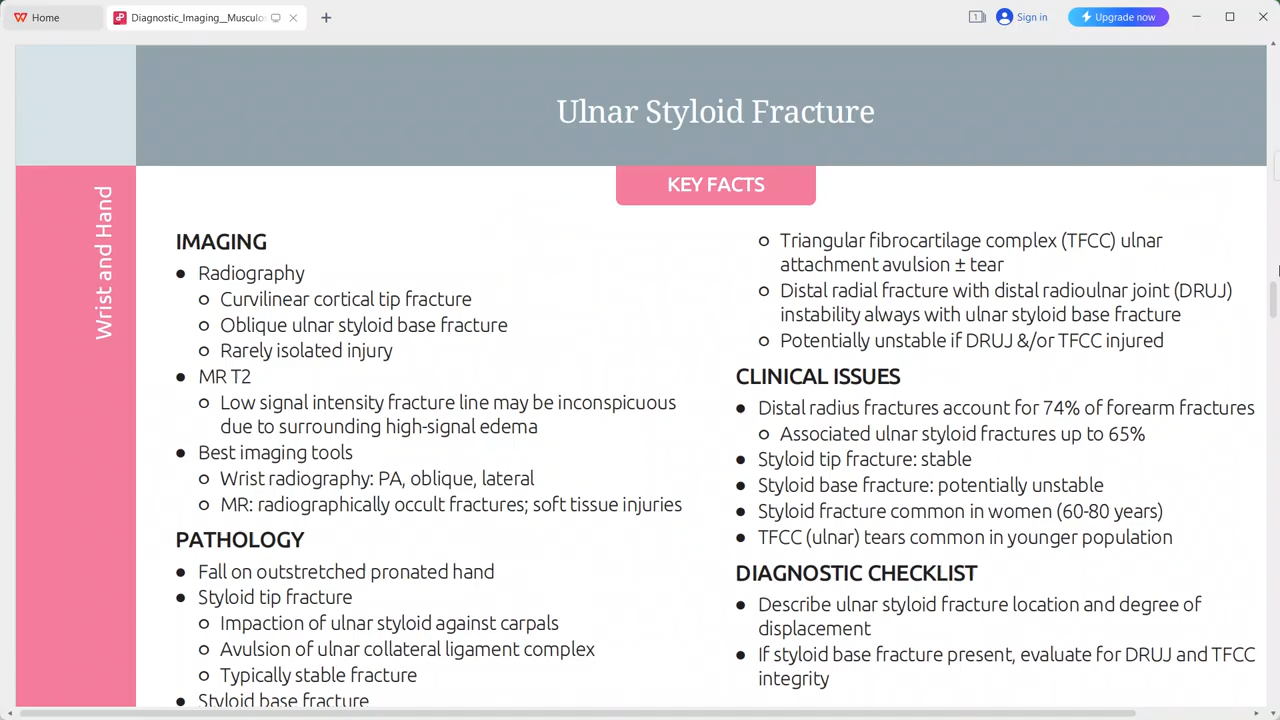 Home
Diagnostic_Imaging__Musculos
Sign in
Upgrade now
Ulnar Styloid Fracture
Wrist and Hand
KEY FACTS
IMAGING
• Radiography
○ Curvilinear cortical tip fracture
○ Oblique ulnar styloid base fracture
○ Rarely isolated injury
• MR T2
○ Low signal intensity fracture line may be inconspicuous
due to surrounding high-signal edema
• Best imaging tools
○ Wrist radiography: PA, oblique, lateral
○ MR: radiographically occult fractures; soft tissue injuries
PATHOLOGY
• Fall on outstretched pronated hand
• Styloid tip fracture
○ Impaction of ulnar styloid against carpals
○ Avulsion of ulnar collateral ligament complex
○ Typically stable fracture
• Styloid base fracture
○ Triangular fibrocartilage complex (TFCC) ulnar
attachment avulsion ± tear
○ Distal radial fracture with distal radioulnar joint (DRUJ)
instability always with ulnar styloid base fracture
○ Potentially unstable if DRUJ &/or TFCC injured
CLINICAL ISSUES
• Distal radius fractures account for 74% of forearm fractures
○ Associated ulnar styloid fractures up to 65%
• Styloid tip fracture: stable
• Styloid base fracture: potentially unstable
• Styloid fracture common in women (60-80 years)
• TFCC (ulnar) tears common in younger population
DIAGNOSTIC CHECKLIST
• Describe ulnar styloid fracture location and degree of
displacement
• If styloid base fracture present, evaluate for DRUJ and TFCC
integrity